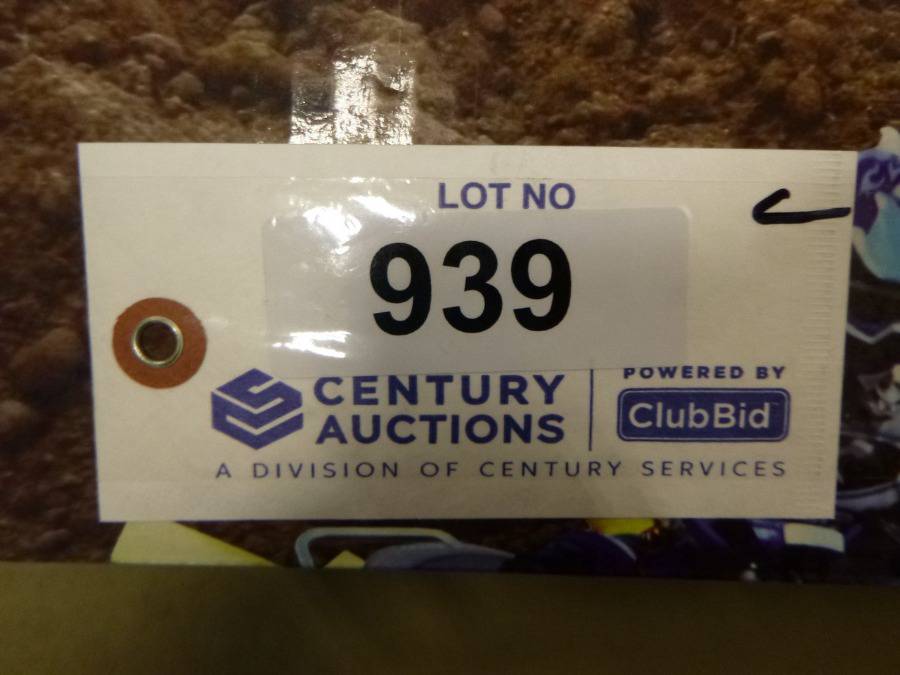 LOT NO
939
CENTURY
AUCTIONS
POWERED BY
ClubBid
A DIVISION OF CENTURY SERVICES